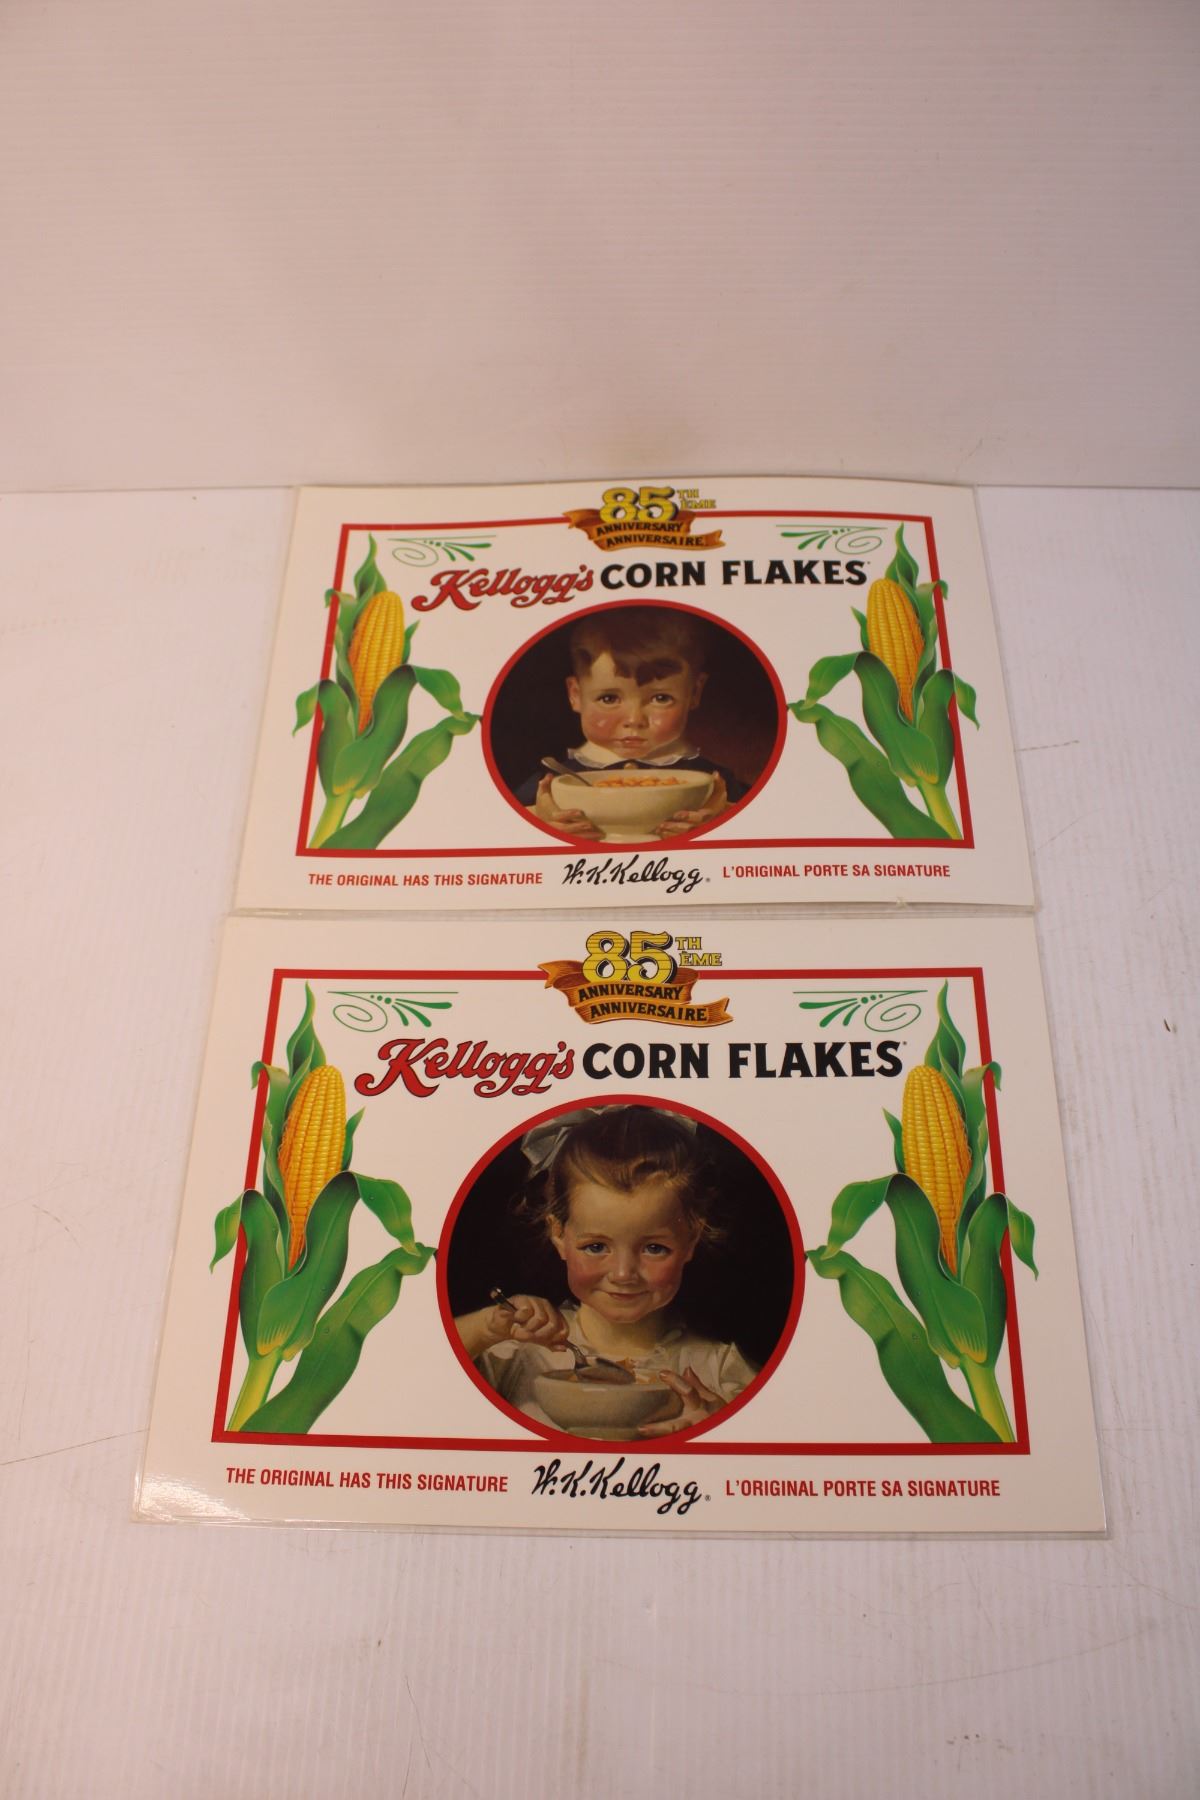 85TH
ÈME
ANNIVERSARY
ANNIVERSAIRE
Kellogg's CORN FLAKES
THE ORIGINAL HAS THIS SIGNATURE W.K.Kellogg® L'ORIGINAL PORTE SA SIGNATURE
85TH
ÈME
ANNIVERSARY
ANNIVERSAIRE
Kellogg's CORN FLAKES
THE ORIGINAL HAS THIS SIGNATURE W.K.Kellogg® L'ORIGINAL PORTE SA SIGNATURE